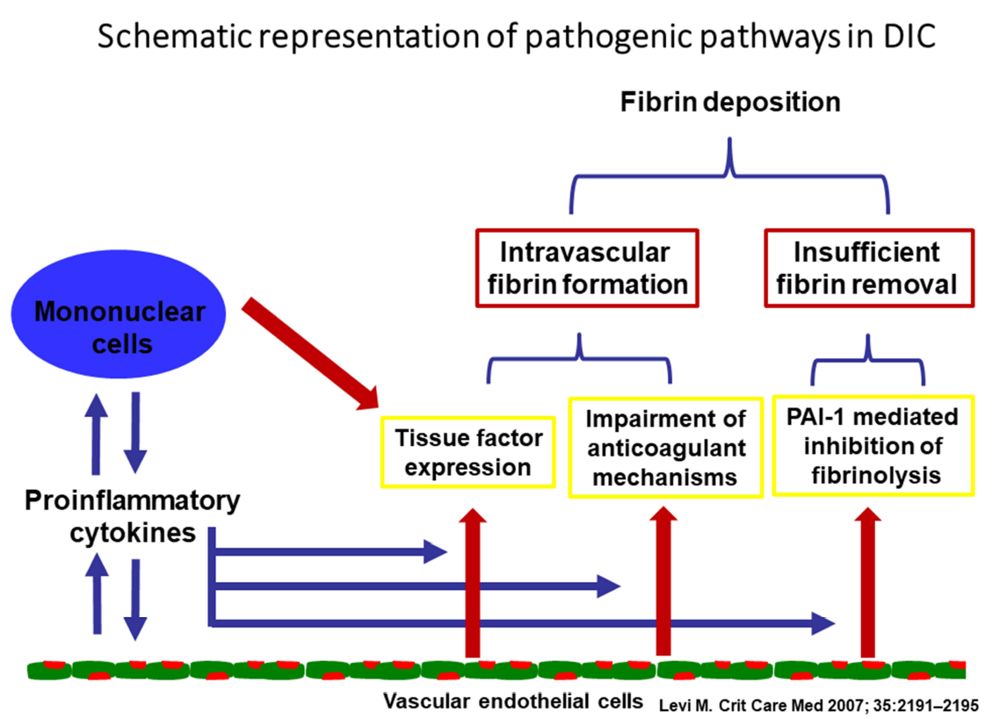 Schematic representation of pathogenic pathways in DIC
Fibrin deposition
Intravascular
fibrin formation
Insufficient
fibrin removal
Mononuclear
cells
Tissue factor
expression
Impairment of
anticoagulant
mechanisms
PAI-1 mediated
inhibition of
fibrinolysis
Proinflammatory
cytokines
Vascular endothelial cells
Levi M. Crit Care Med 2007; 35:2191–2195